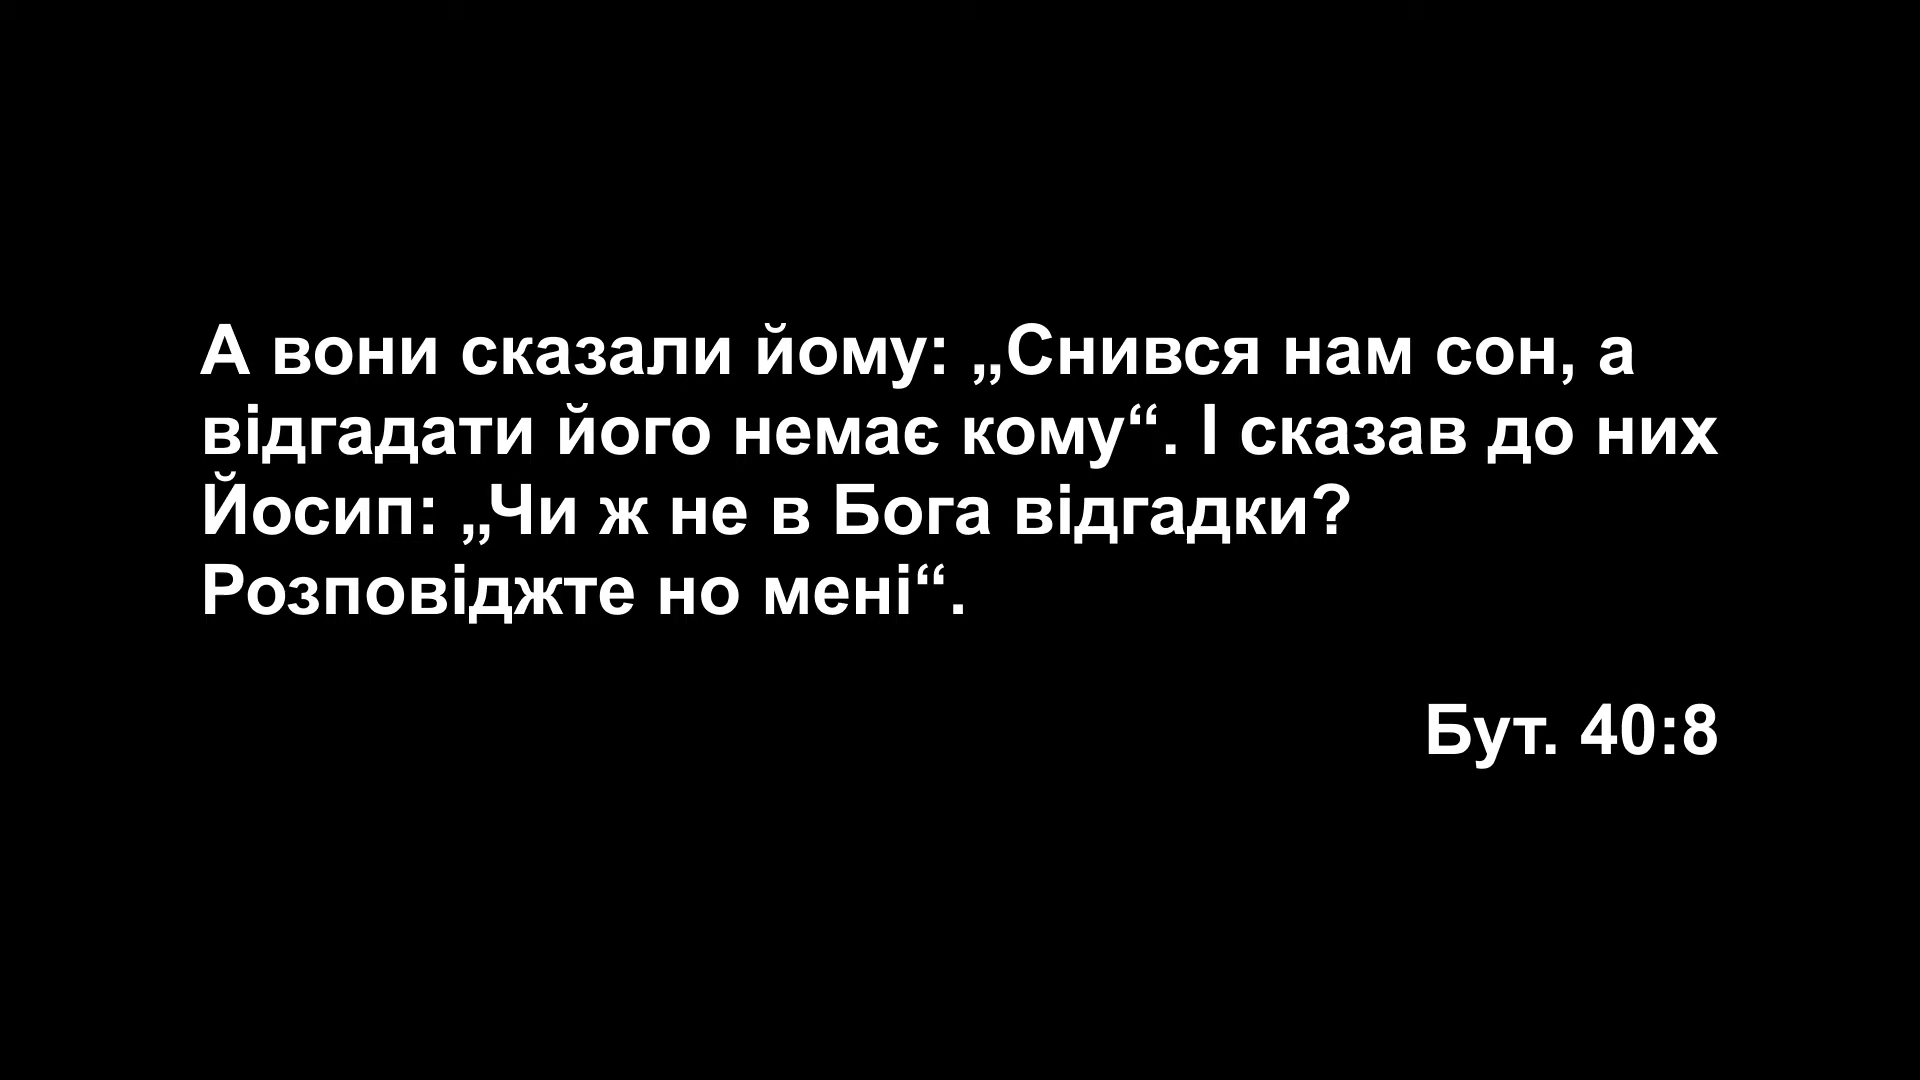 А вони сказали йому: „Снився нам сон, а
відгадати його немає кому“. І сказав до них
Йосип: „Чи ж не в Бога відгадки?
Розповіджте но мені“.
Бут. 40:8